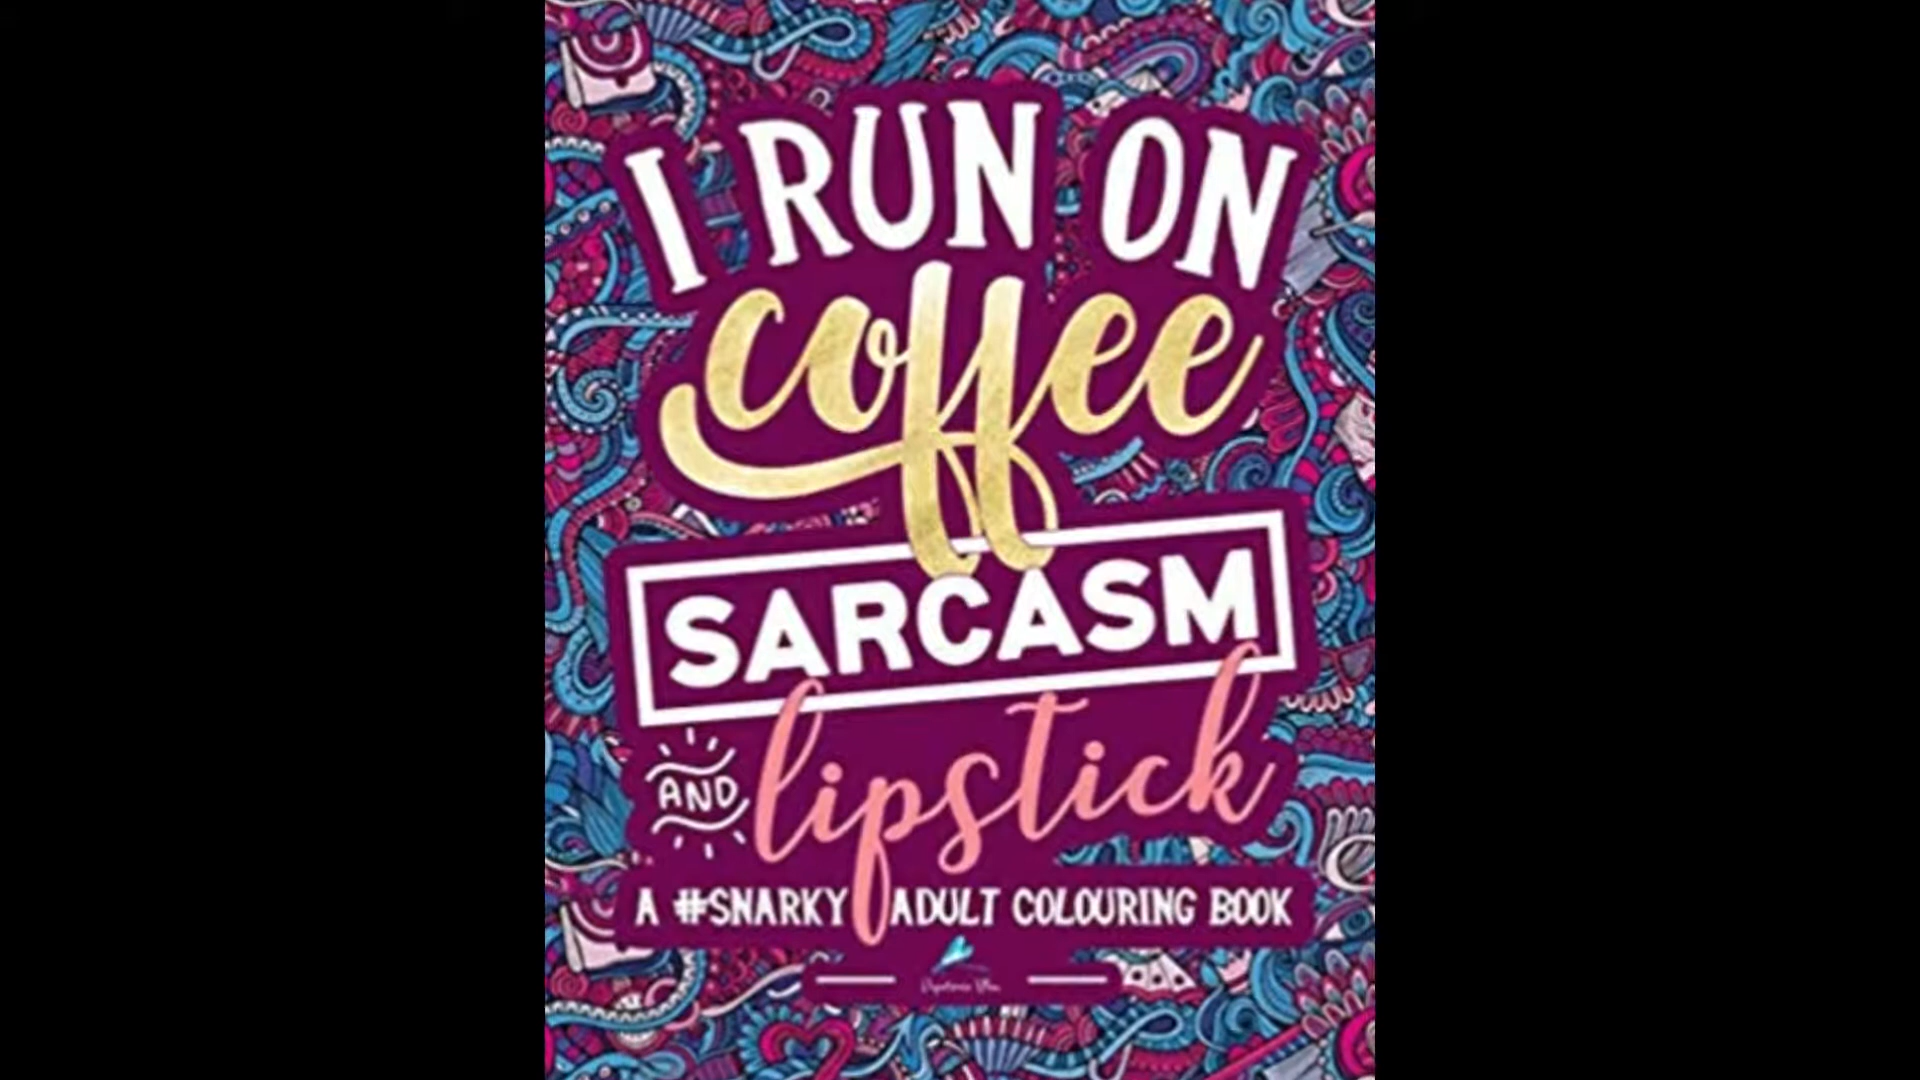 I RUN ON
coffee
SARCASM
AND lipstick
A #SNARKY ADULT COLOURING BOOK